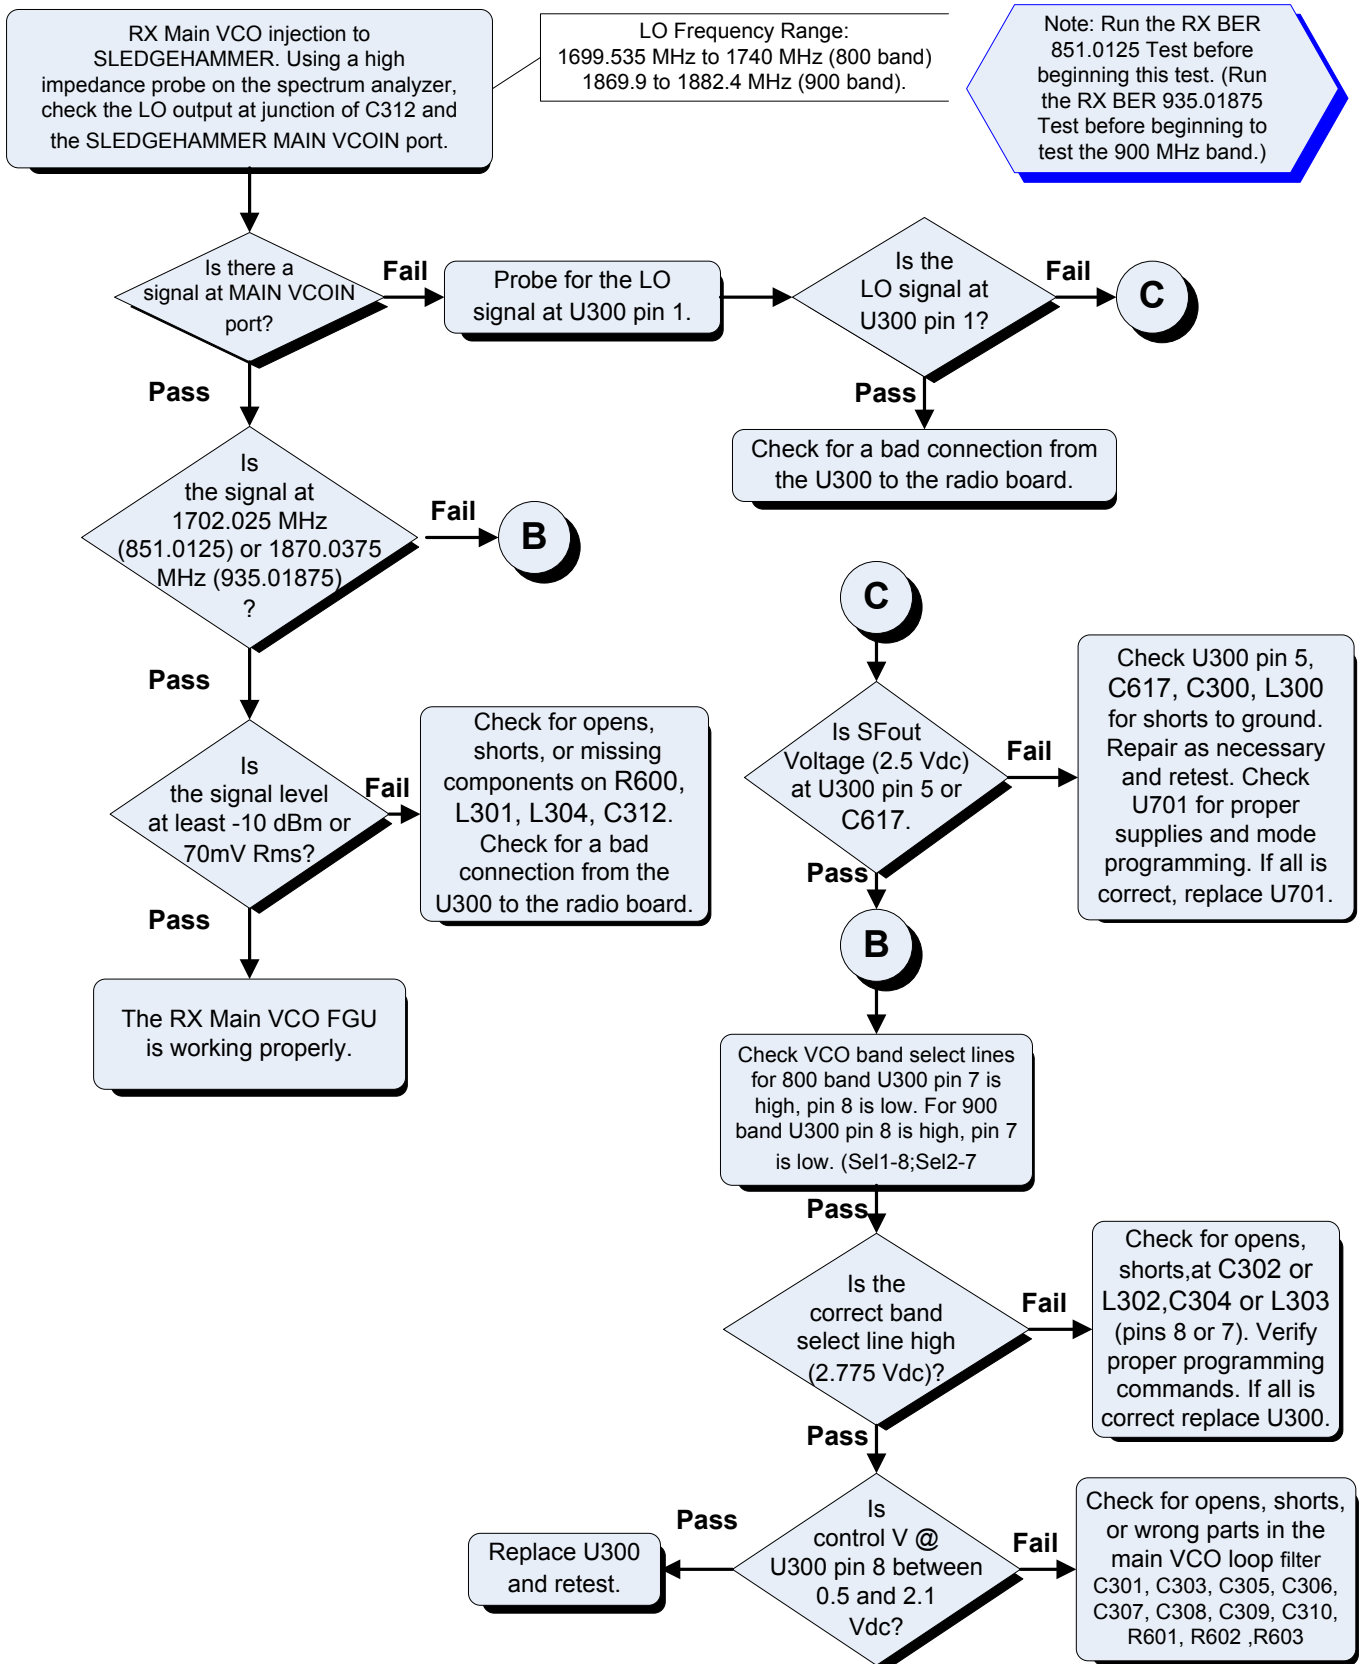 RX Main VCO injection to
SLEDGEHAMMER. Using a high
impedance probe on the spectrum analyzer,
check the LO output at junction of C312 and
the SLEDGEHAMMER MAIN VCOIN port.
LO Frequency Range:
1699.535 MHz to 1740 MHz (800 band)
1869.9 to 1882.4 MHz (900 band).
Note: Run the RX BER
851.0125 Test before
beginning this test. (Run
the RX BER 935.01875
Test before beginning to
test the 900 MHz band.)
Is there a
signal at MAIN VCOIN
port?
Fail
Probe for the LO
signal at U300 pin 1.
Is the
LO signal at
U300 pin 1?
Fail
C
Pass
Pass
Check for a bad connection from
the U300 to the radio board.
Is
the signal at
1702.025 MHz
(851.0125) or 1870.0375
MHz (935.01875)
?
Fail
B
Pass
Is
the signal level
at least -10 dBm or
70mV Rms?
Fail
Check for opens,
shorts, or missing
components on R600,
L301, L304, C312.
Check for a bad
connection from the
U300 to the radio board.
Pass
The RX Main VCO FGU
is working properly.
C
Is SFout
Voltage (2.5 Vdc)
at U300 pin 5 or
C617.
Fail
Check U300 pin 5,
C617, C300, L300
for shorts to ground.
Repair as necessary
and retest. Check
U701 for proper
supplies and mode
programming. If all is
correct, replace U701.
Pass
B
Check VCO band select lines
for 800 band U300 pin 7 is
high, pin 8 is low. For 900
band U300 pin 8 is high, pin 7
is low. (Sel1-8;Sel2-7
Pass
Is the
correct band
select line high
(2.775 Vdc)?
Fail
Check for opens,
shorts,at C302 or
L302,C304 or L303
(pins 8 or 7). Verify
proper programming
commands. If all is
correct replace U300.
Pass
Is
control V @
U300 pin 8 between
0.5 and 2.1
Vdc?
Pass
Replace U300
and retest.
Fail
Check for opens, shorts,
or wrong parts in the
main VCO loop filter
C301, C303, C305, C306,
C307, C308, C309, C310,
R601, R602 ,R603